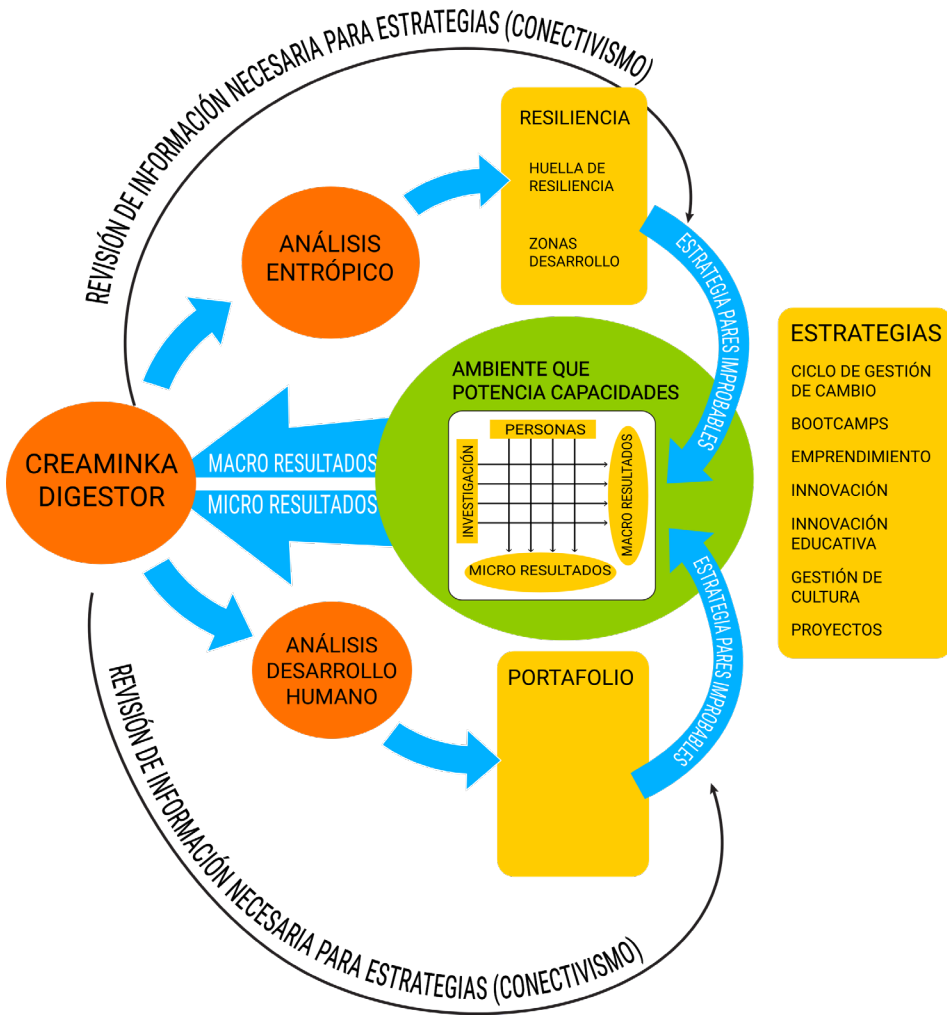 REVISIÓN DE INFORMACIÓN NECESARIA PARA ESTRATEGIAS (CONECTIVISMO)
RESILIENCIA
HUELLA DE
RESILIENCIA
ZONAS
DESARROLLO
ANÁLISIS
ENTRÓPICO
ESTRATEGIA PARES IMPROBABLES
ESTRATEGIAS
CICLO DE GESTIÓN
DE CAMBIO
BOOTCAMPS
EMPRENDIMIENTO
INNOVACIÓN
INNOVACIÓN
EDUCATIVA
GESTIÓN DE
CULTURA
PROYECTOS
AMBIENTE QUE
POTENCIA CAPACIDADES
PERSONAS
INVESTIGACIÓN
MACRO RESULTADOS
MICRO RESULTADOS
MACRO RESULTADOS
MICRO RESULTADOS
CREAMINKA
DIGESTOR
ANÁLISIS
DESARROLLO
HUMANO
PORTAFOLIO
ESTRATEGIA PARES IMPROBABLES
REVISIÓN DE INFORMACIÓN NECESARIA PARA ESTRATEGIAS (CONECTIVISMO)